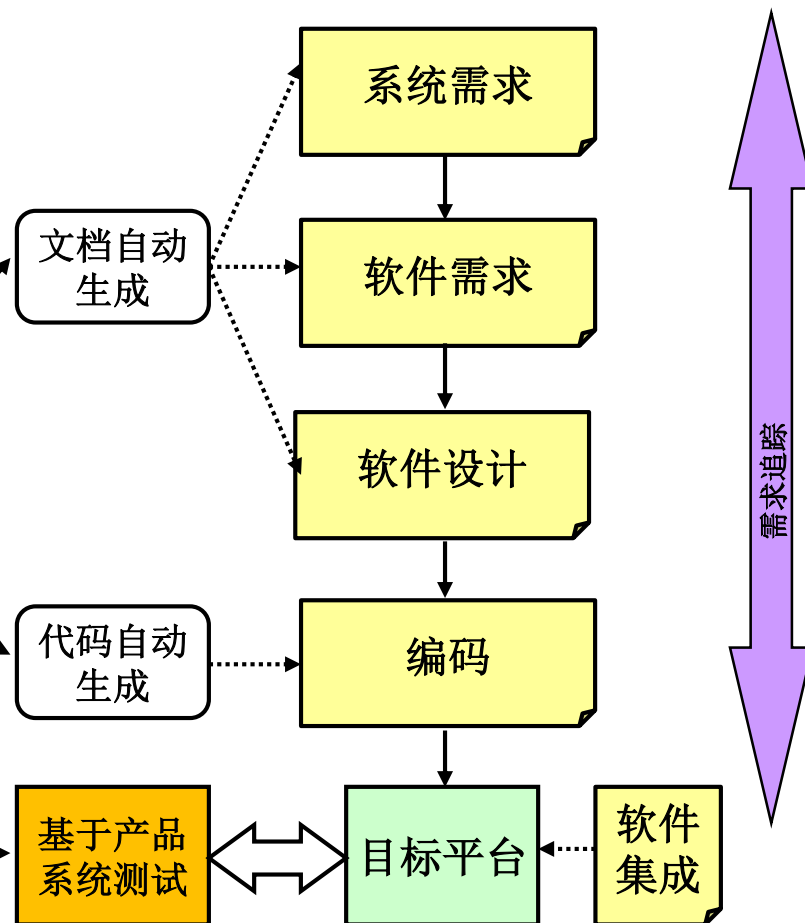 系统需求
文档自动
生成
软件需求
软件设计
需求追踪
代码自动
生成
编码
基于产品
系统测试
目标平台
软件
集成